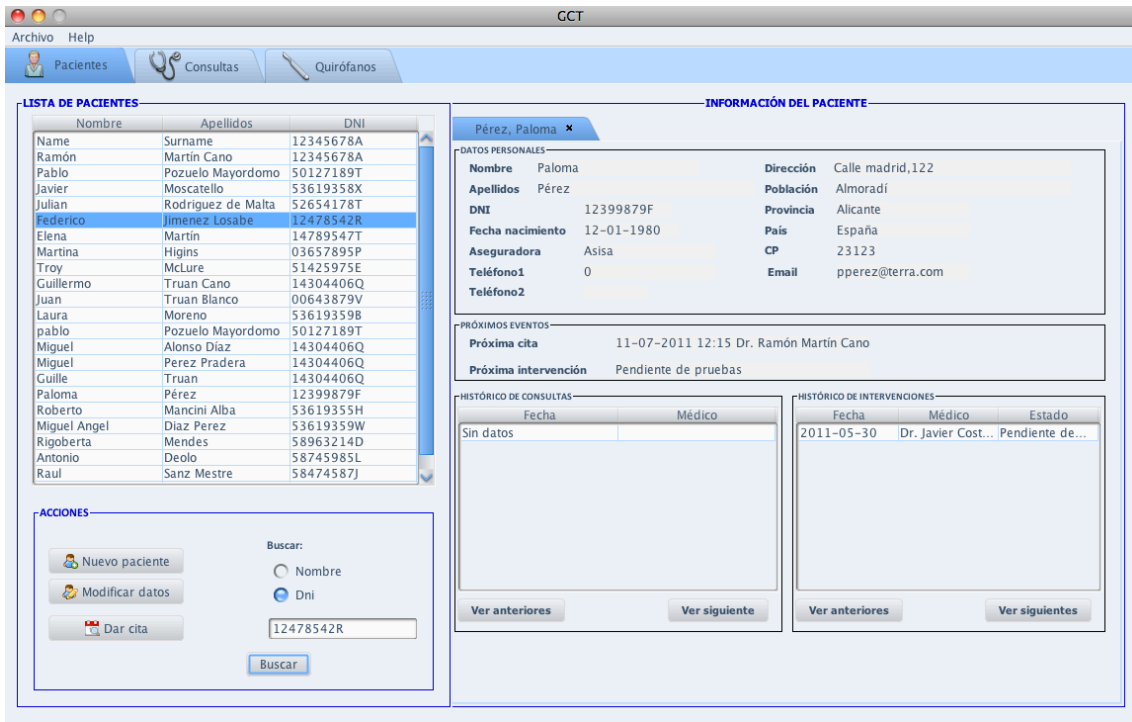 GCT
Archivo Help
Pacientes Consultas Quirófanos
LISTA DE PACIENTES
Nombre Apellidos DNI
Name Surname 12345678A
Ramón Martín Cano 12345678A
Pablo Pozuelo Mayordomo 50127189T
Javier Moscatello 53619358X
Julian Rodriguez de Malta 52654178T
Federico Jimenez Losabe 12478542R
Elena Martín 14789547T
Martina Higins 03657895P
Troy McLure 51425975E
Guillermo Truan Cano 14304406Q
Juan Truan Blanco 00643879V
Laura Moreno 53619359B
pablo Pozuelo Mayordomo 50127189T
Miguel Alonso Díaz 14304406Q
Miguel Perez Pradera 14304406Q
Guille Truan 14304406Q
Paloma Pérez 12399879F
Roberto Mancini Alba 53619355H
Miguel Angel Diaz Perez 53619359W
Rigoberta Mendes 58963214D
Antonio Deolo 58745985L
Raul Sanz Mestre 58474587J
ACCIONES
Nuevo paciente
Modificar datos
Dar cita
Buscar:
Nombre
Dni
12478542R
Buscar
INFORMACIÓN DEL PACIENTE
Pérez, Paloma ×
DATOS PERSONALES
Nombre Paloma
Apellidos Pérez
DNI 12399879F
Fecha nacimiento 12-01-1980
Aseguradora Asisa
Teléfono1 0
Teléfono2
Dirección Calle madrid,122
Población Almoradí
Provincia Alicante
País España
CP 23123
Email pperez@terra.com
PRÓXIMOS EVENTOS
Próxima cita 11-07-2011 12:15 Dr. Ramón Martín Cano
Próxima intervención Pendiente de pruebas
HISTÓRICO DE CONSULTAS
Fecha Médico
Sin datos
Ver anteriores Ver siguiente
HISTÓRICO DE INTERVENCIONES
Fecha Médico Estado
2011-05-30 Dr. Javier Cost... Pendiente de...
Ver anteriores Ver siguientes